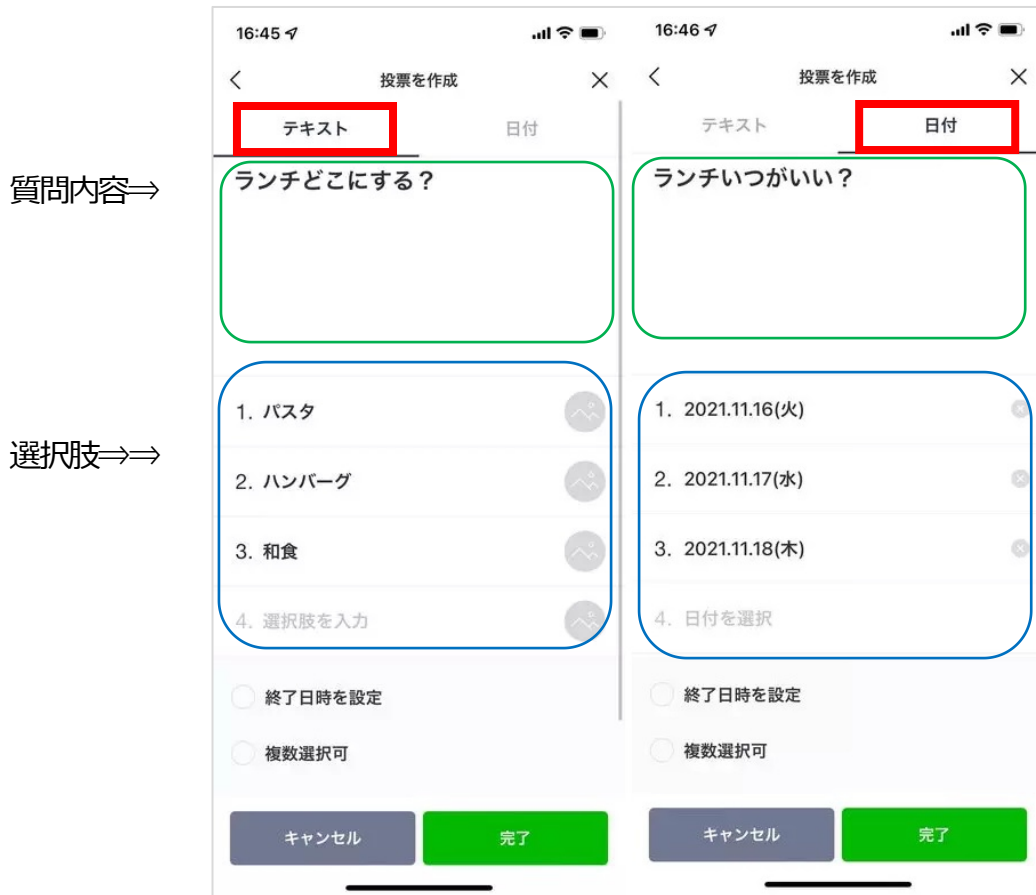 16:45
投票を作成
テキスト
日付
質問内容⇒
ランチどこにする？
選択肢⇒⇒
1. パスタ
2. ハンバーグ
3. 和食
4. 選択肢を入力
終了日時を設定
複数選択可
キャンセル
完了
16:46
投票を作成
テキスト
日付
ランチいつがいい？
1. 2021.11.16(火)
2. 2021.11.17(水)
3. 2021.11.18(木)
4. 日付を選択
終了日時を設定
複数選択可
キャンセル
完了